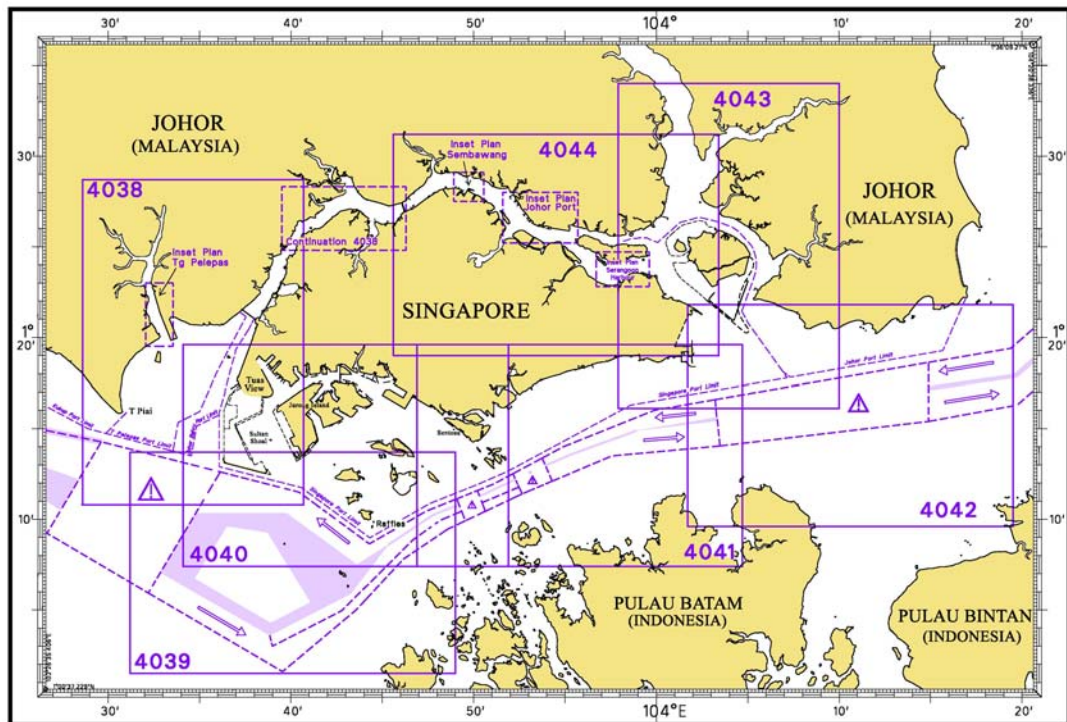 30'
40'
50'
104°
10'
20'
JOHOR
(MALAYSIA)
4043
Inset Plan
Sembawang
4044
30'
30'
4038
Inset Plan
Johor Port
JOHOR
(MALAYSIA)
Continuation 4038
Inset Plan
Tg Pelepas
Inset Plan
Serangoon
Harbour
SINGAPORE
1°
20'
1°
20'
Johor Port Limit
Tuas
View
Singapore Port Limit
Jurong Island
T Piai
Sultan
Shoal
Sentosa
Singapore Port Limit
Raffles
10'
10'
4042
4040
4041
PULAU BATAM
(INDONESIA)
PULAU BINTAN
(INDONESIA)
4039
30'
40'
50'
104°E
10'
20'